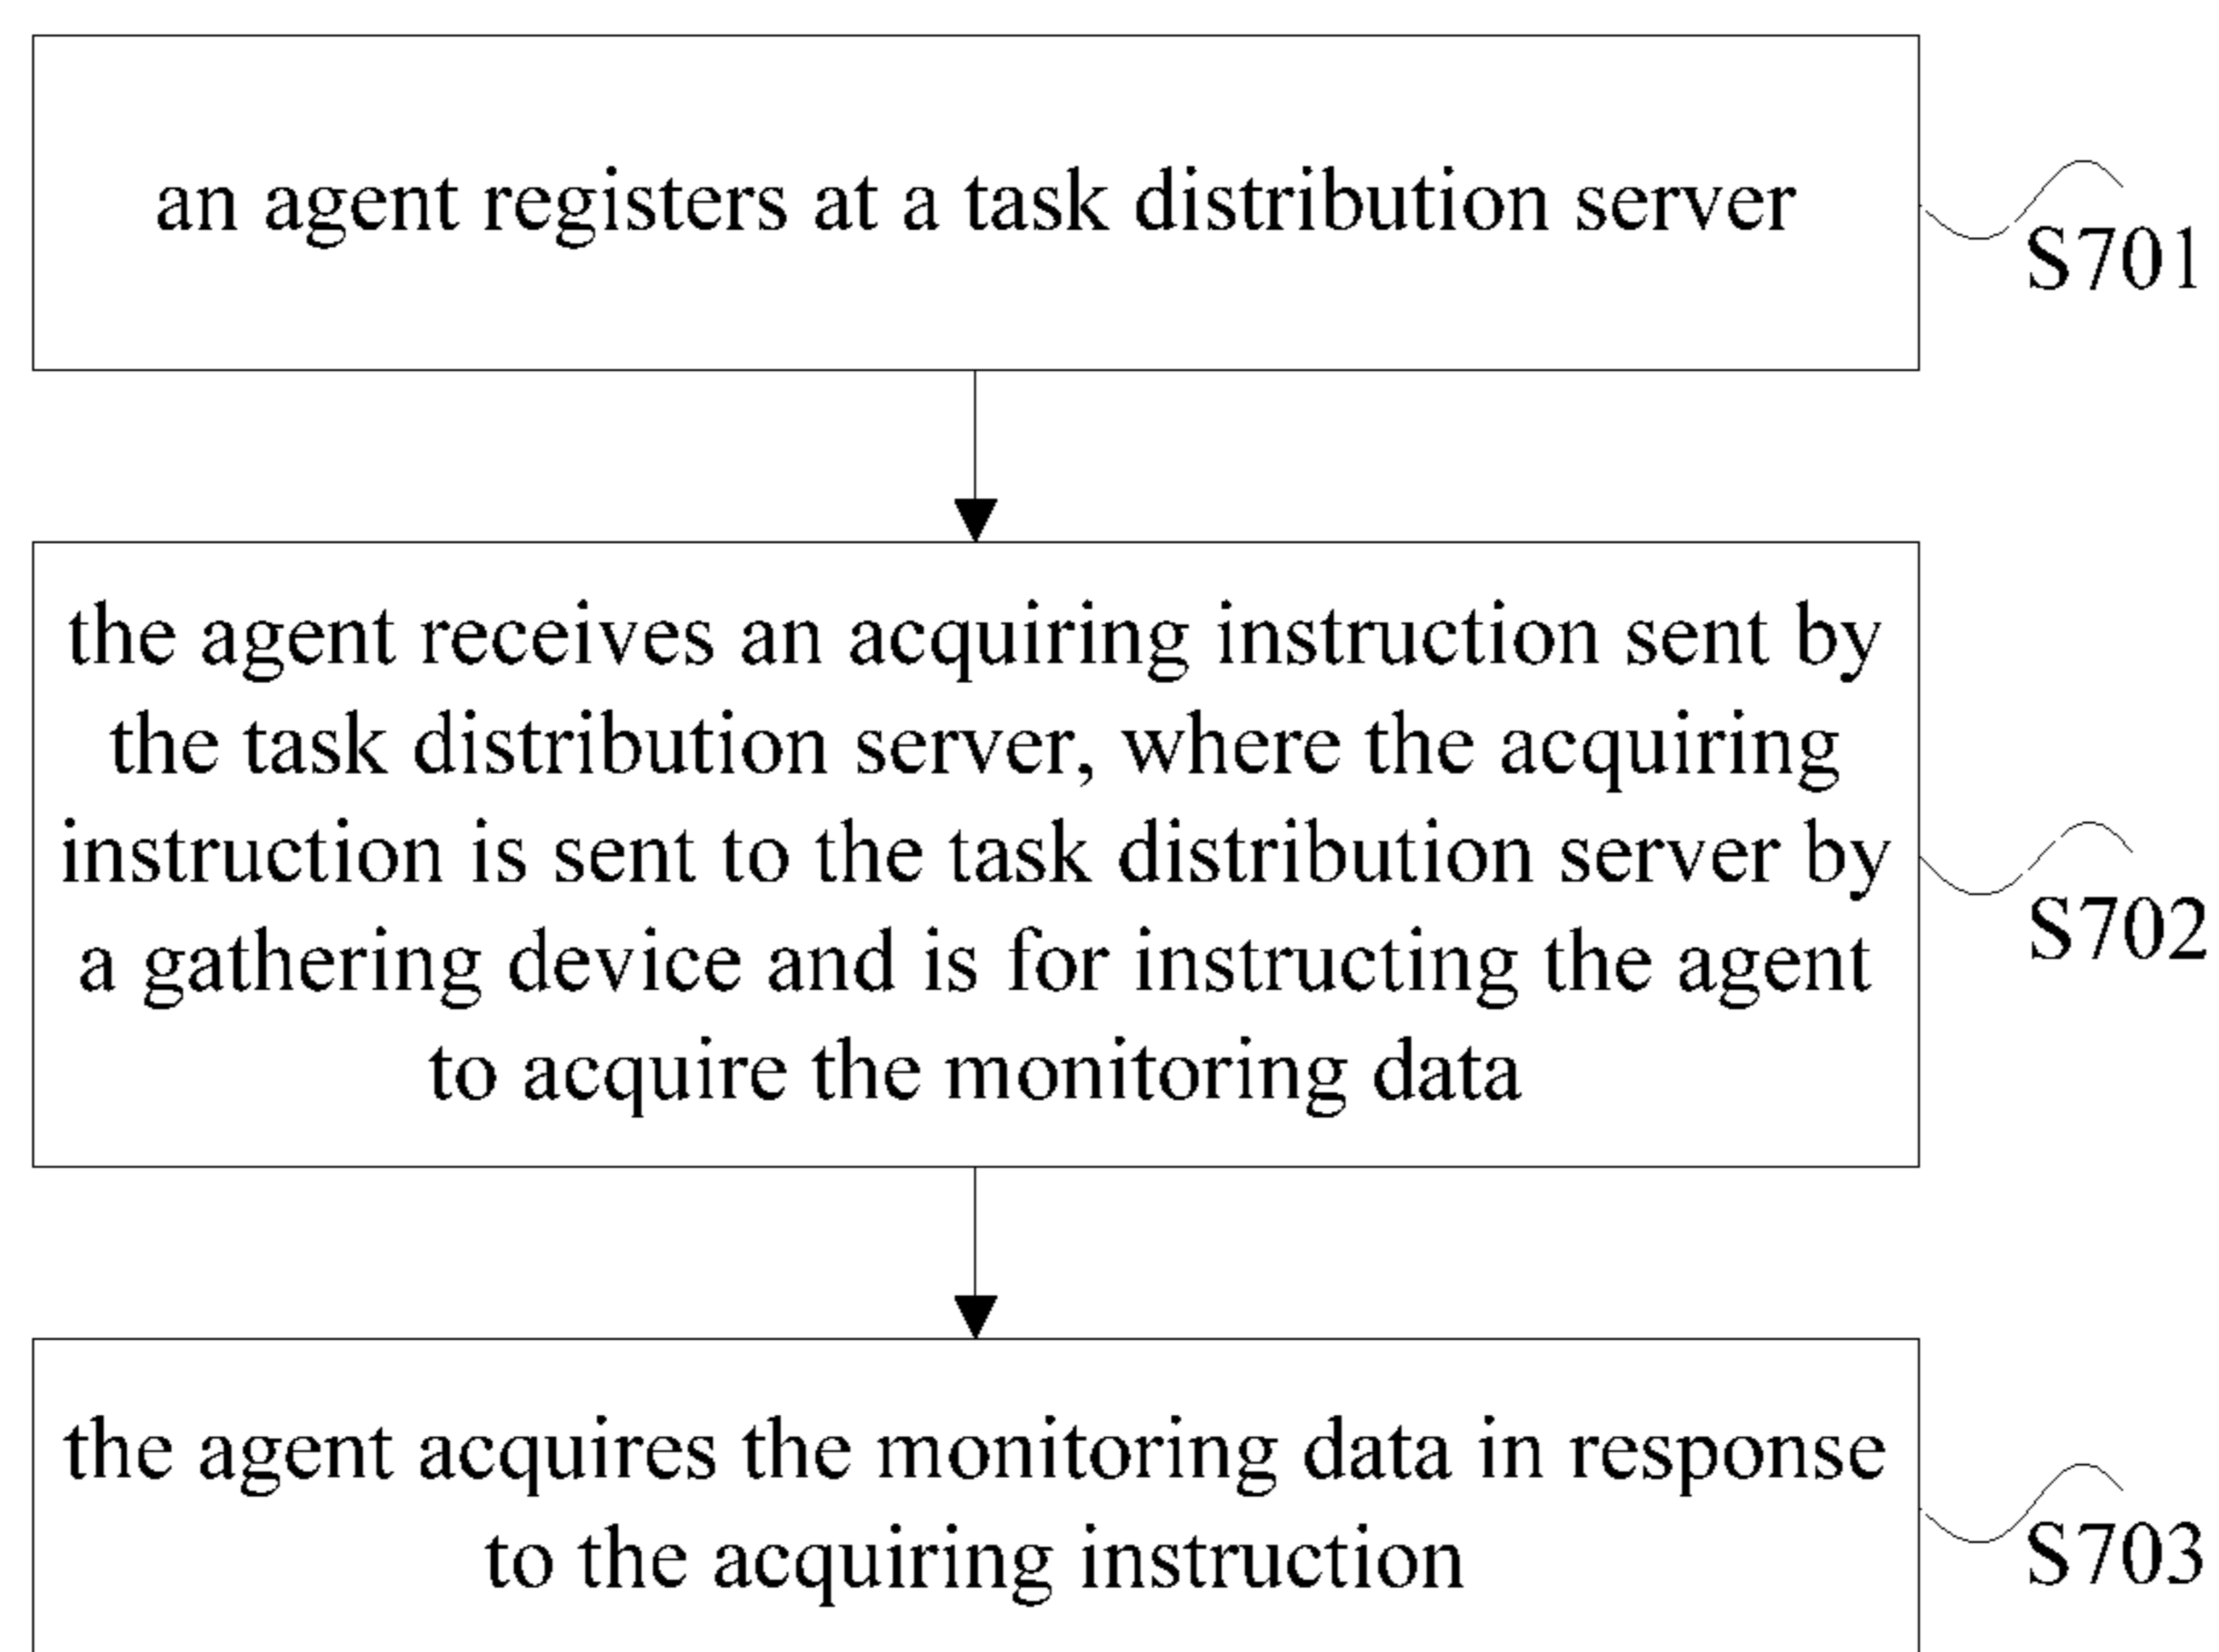 an agent registers at a task distribution server
S701
the agent receives an acquiring instruction sent by
the task distribution server, where the acquiring
instruction is sent to the task distribution server by
a gathering device and is for instructing the agent
to acquire the monitoring data
S702
the agent acquires the monitoring data in response
to the acquiring instruction
S703